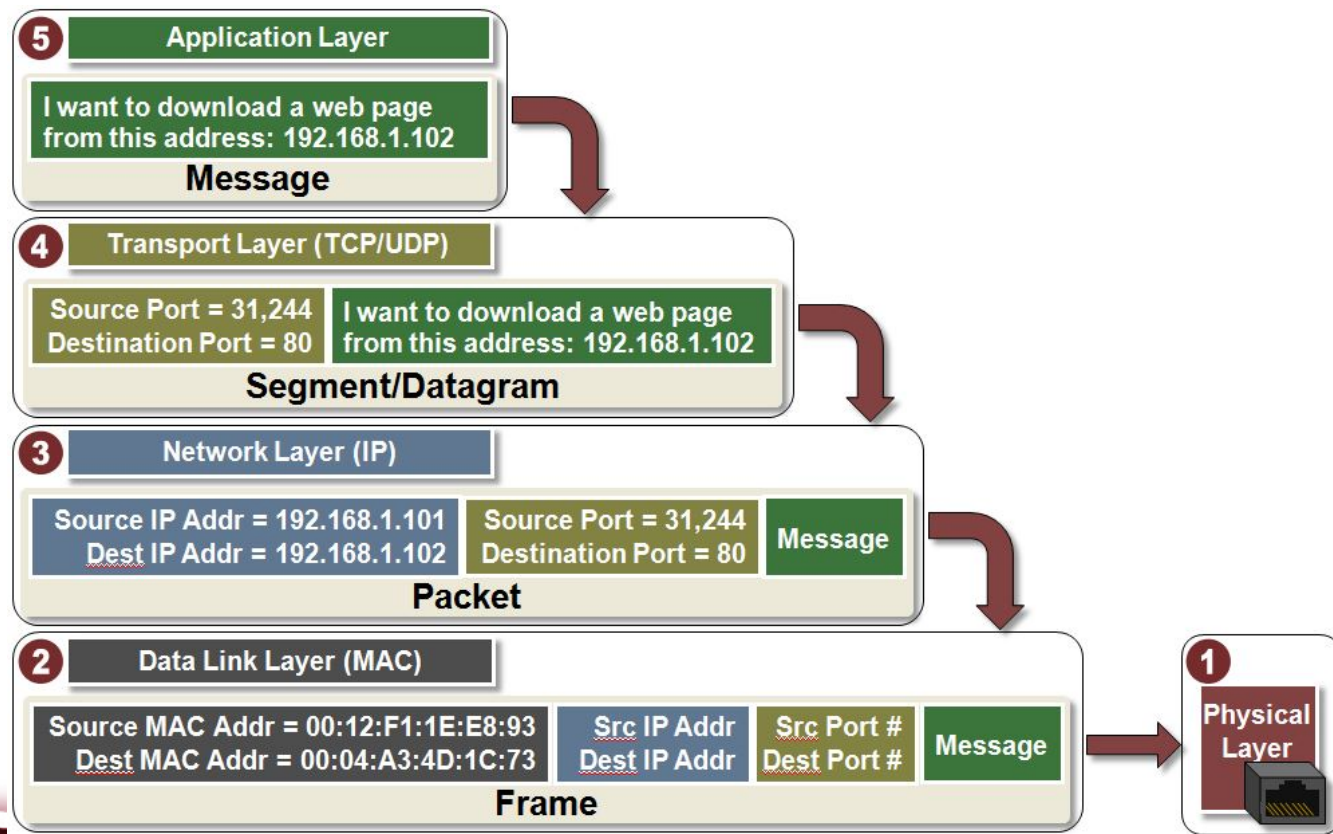 5
Application Layer
I want to download a web page
from this address: 192.168.1.102
Message
4
Transport Layer (TCP/UDP)
Source Port = 31,244
Destination Port = 80
I want to download a web page
from this address: 192.168.1.102
Segment/Datagram
3
Network Layer (IP)
Source IP Addr = 192.168.1.101
Dest IP Addr = 192.168.1.102
Source Port = 31,244
Destination Port = 80
Message
Packet
2
Data Link Layer (MAC)
Source MAC Addr = 00:12:F1:1E:E8:93
Dest MAC Addr = 00:04:A3:4D:1C:73
Src IP Addr
Dest IP Addr
Src Port #
Dest Port #
Message
Frame
1
Physical
Layer